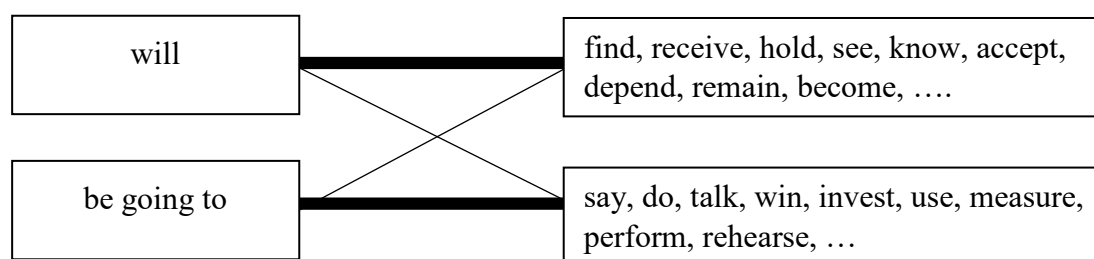 will
find, receive, hold, see, know, accept,
depend, remain, become, ….
be going to
say, do, talk, win, invest, use, measure,
perform, rehearse, …